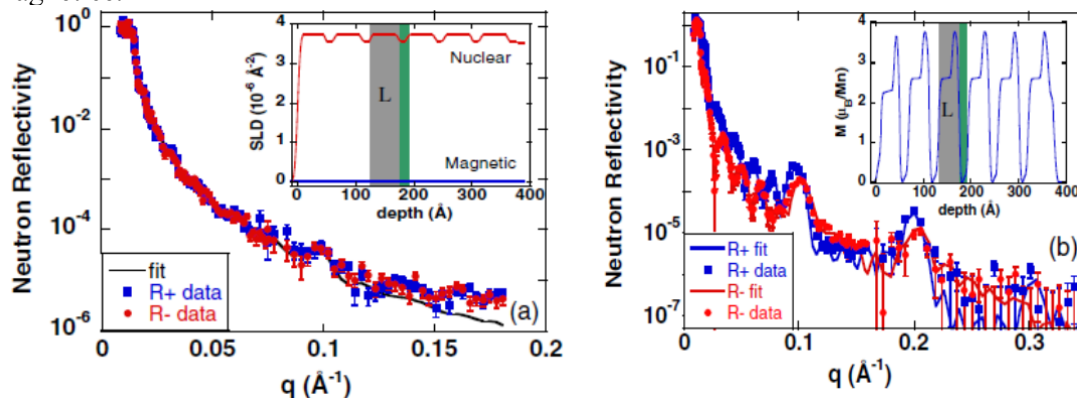 Neutron Reflectivity
10⁰
10⁻²
10⁻⁴
10⁻⁶
0
0.05
0.1
0.15
0.2
q (Å⁻¹)
fit
R+ data
R- data
(a)
SLD (10⁻⁶ Å⁻²)
4
3
2
1
0
0
100
200
300
400
depth (Å)
Nuclear
L
Magnetic
Neutron Reflectivity
10⁻¹
10⁻³
10⁻⁵
10⁻⁷
0
0.1
0.2
0.3
q (Å⁻¹)
R+ fit
R+ data
R- fit
R- data
(b)
M (μB/Mn)
4
3
2
1
0
0
100
200
300
400
depth (Å)
L